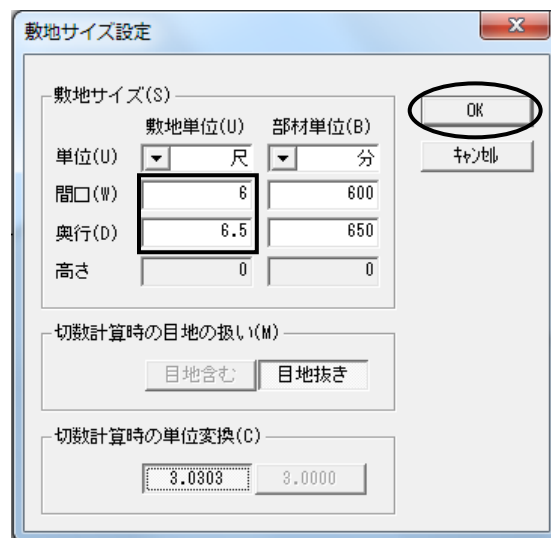 敷地サイズ設定
敷地サイズ(S)
敷地単位(U) 部材単位(B)
単位(U) 尺 分
間口(W) 6 600
奥行(D) 6.5 650
高さ 0 0
OK
キャンセル
切数計算時の目地の扱い(M)
目地含む 目地抜き
切数計算時の単位変換(C)
3.0303 3.0000